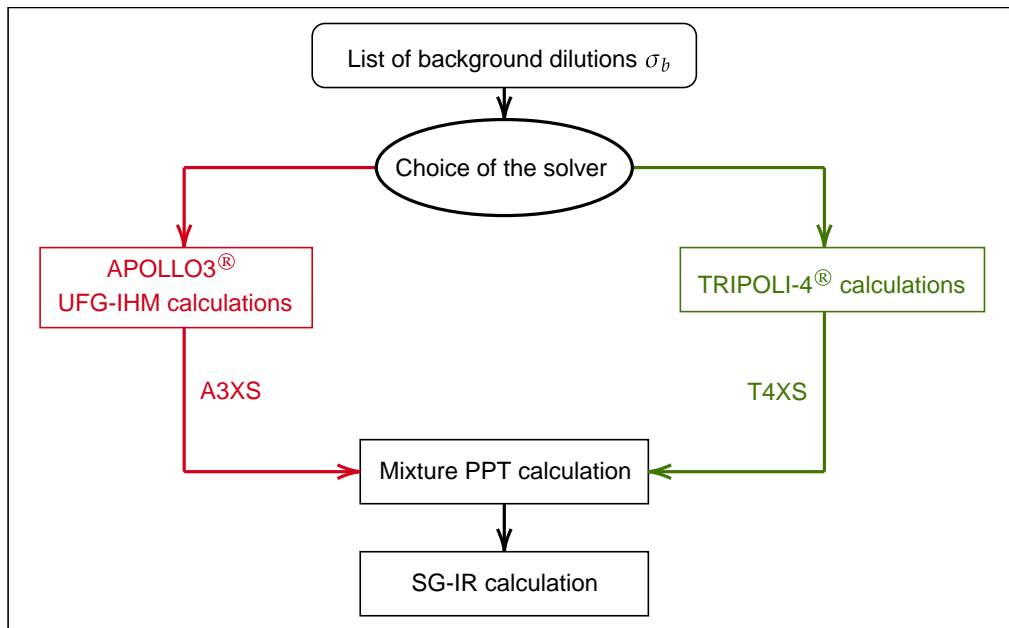 List of background dilutions σ_b
Choice of the solver
APOLLO3®
UFG-IHM calculations
TRIPOLI-4® calculations
A3XS
T4XS
Mixture PPT calculation
SG-IR calculation